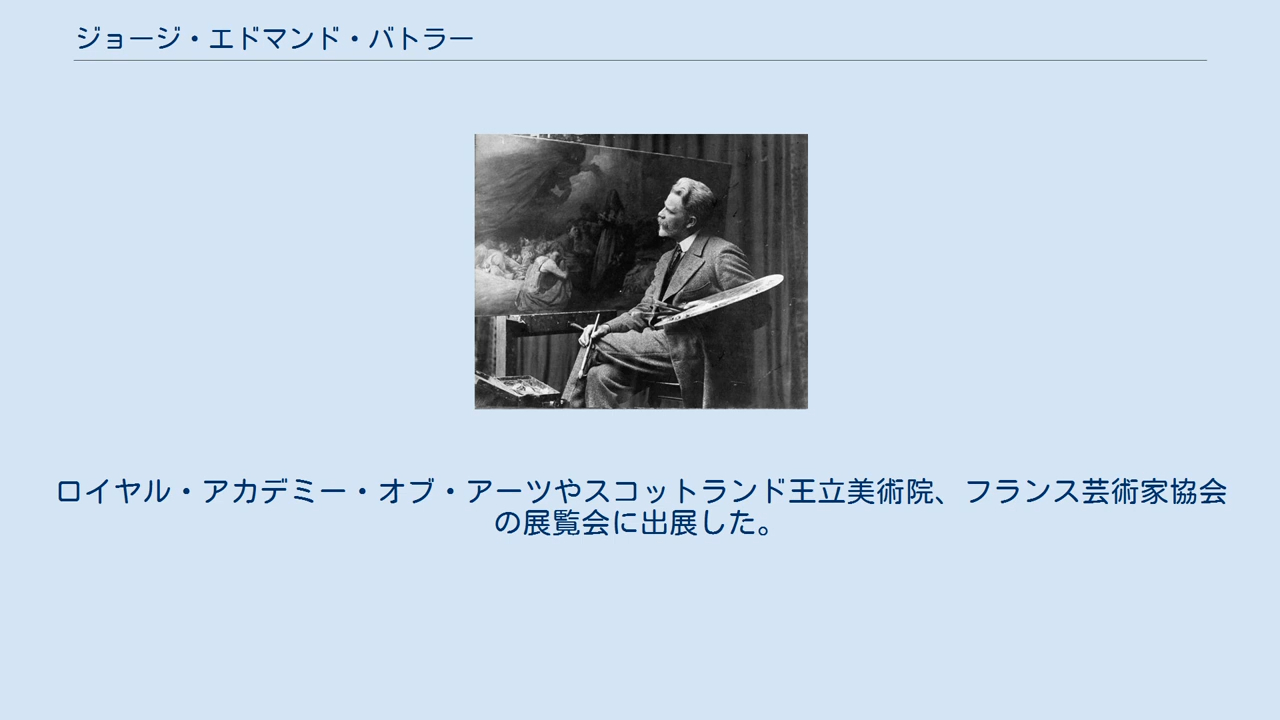 ジョージ・エドマンド・バトラー
ロイヤル・アカデミー・オブ・アーツやスコットランド王立美術院、フランス芸術家協会
の展覧会に出展した。